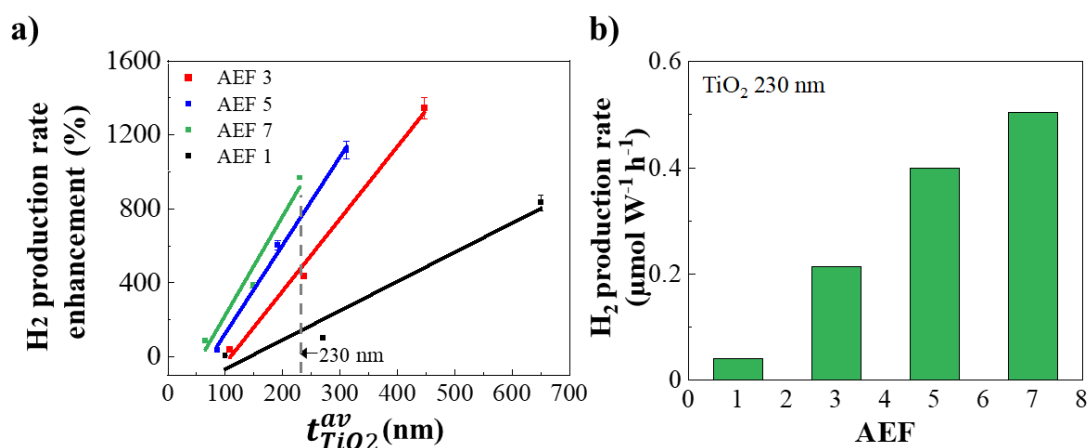 a)
H2 production rate
enhancement (%)
1600
1200
800
400
0
AEF 3
AEF 5
AEF 7
AEF 1
←230 nm
0 100 200 300 400 500 600 700
t_{TiO2}^{av} (nm)
b)
H₂ production rate
(μmol W⁻¹h⁻¹)
0.6
0.4
0.2
0
TiO₂ 230 nm
0 1 2 3 4 5 6 7 8
AEF